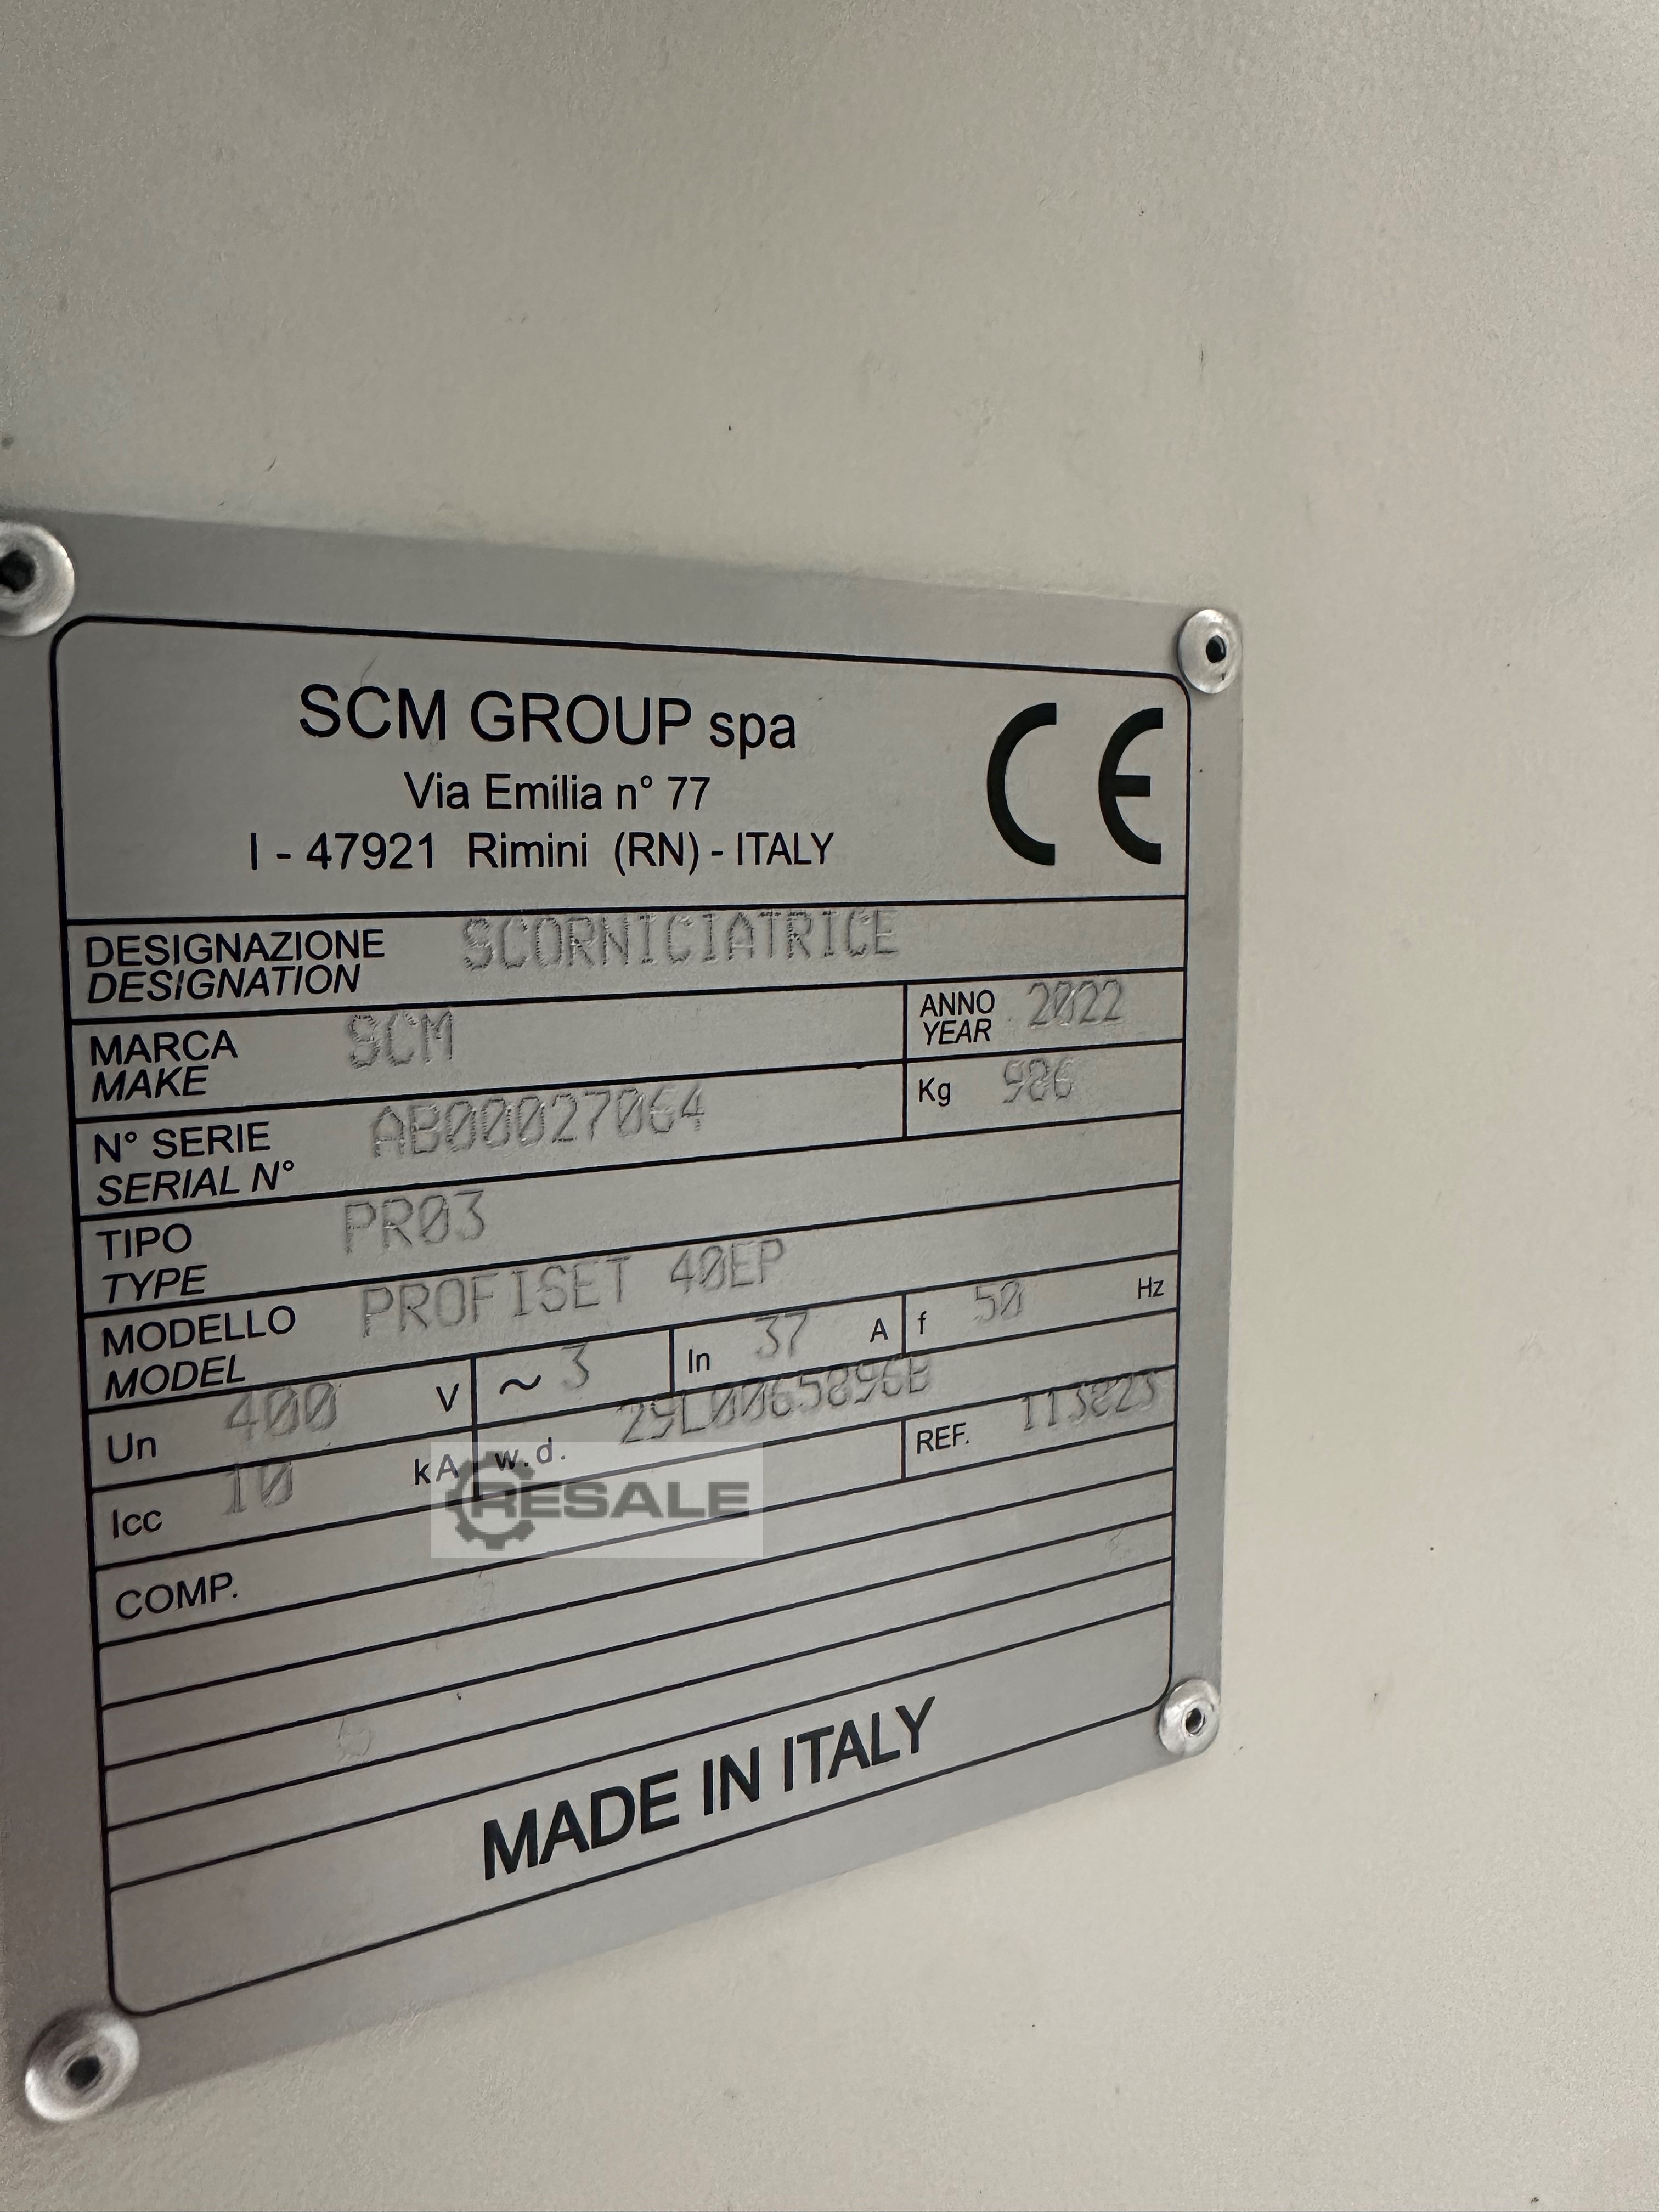 SCM GROUP spa
Via Emilia n° 77
I - 47921 Rimini (RN) - ITALY
CE
DESIGNAZIONE SCORNICIATRICE
DESIGNATION
MARCA SCM ANNO 2022
MAKE YEAR
N° SERIE AB00027064 Kg 986
SERIAL N°
TIPO PR03
TYPE
MODELLO PROFISET 40EP
MODEL
Un 400 V ~ 3 In 37 A f 50 Hz
Icc 10 kA w.d. 29L0065896B REF. 113823
COMP.
RESALE
MADE IN ITALY